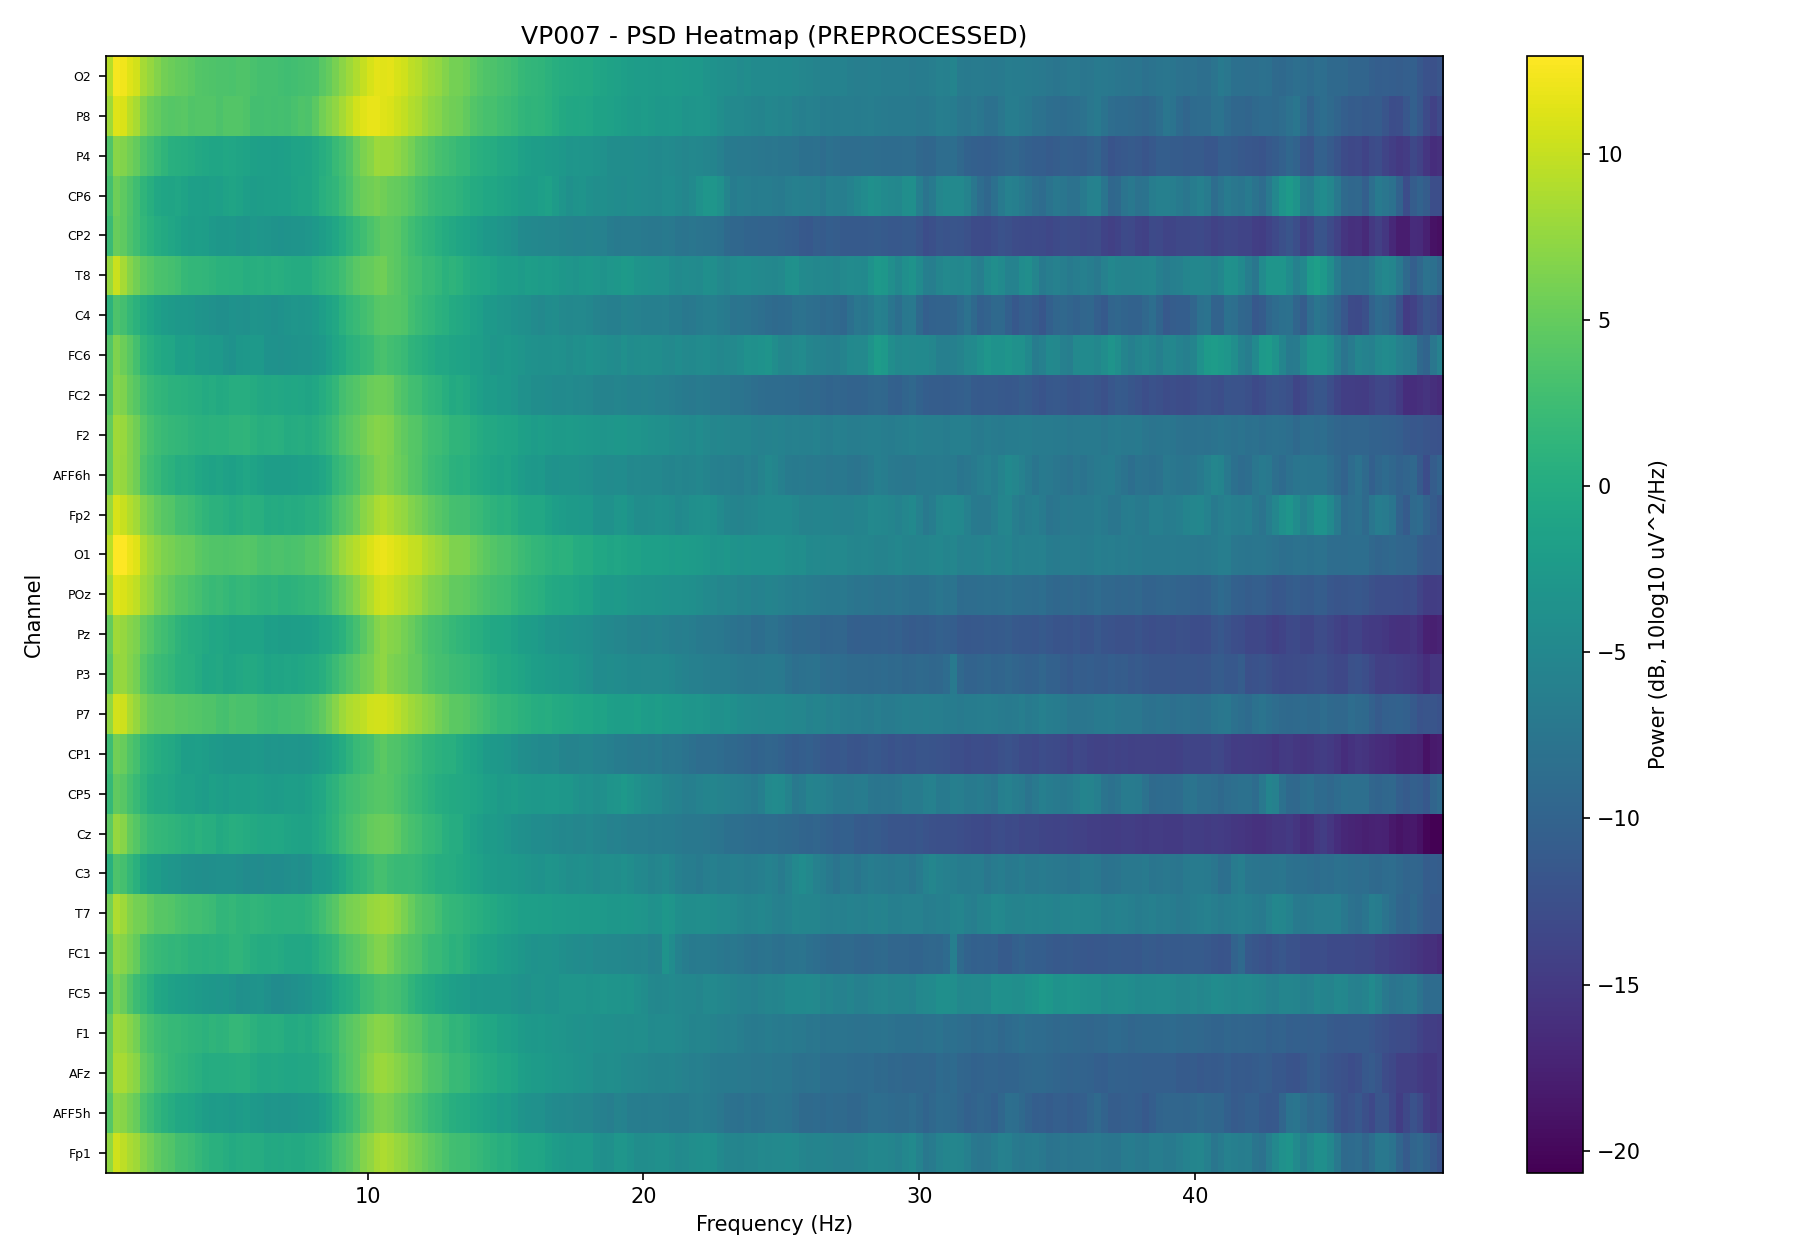 VP007 - PSD Heatmap (PREPROCESSED)
O2
P8
P4
CP6
CP2
T8
C4
FC6
FC2
F2
AFF6h
Fp2
O1
POz
Pz
P3
P7
CP1
CP5
Cz
C3
T7
FC1
FC5
F1
AFz
AFF5h
Fp1
Channel
10 20 30 40
Frequency (Hz)
10
5
0
−5
−10
−15
−20
Power (dB, 10log10 uV^2/Hz)